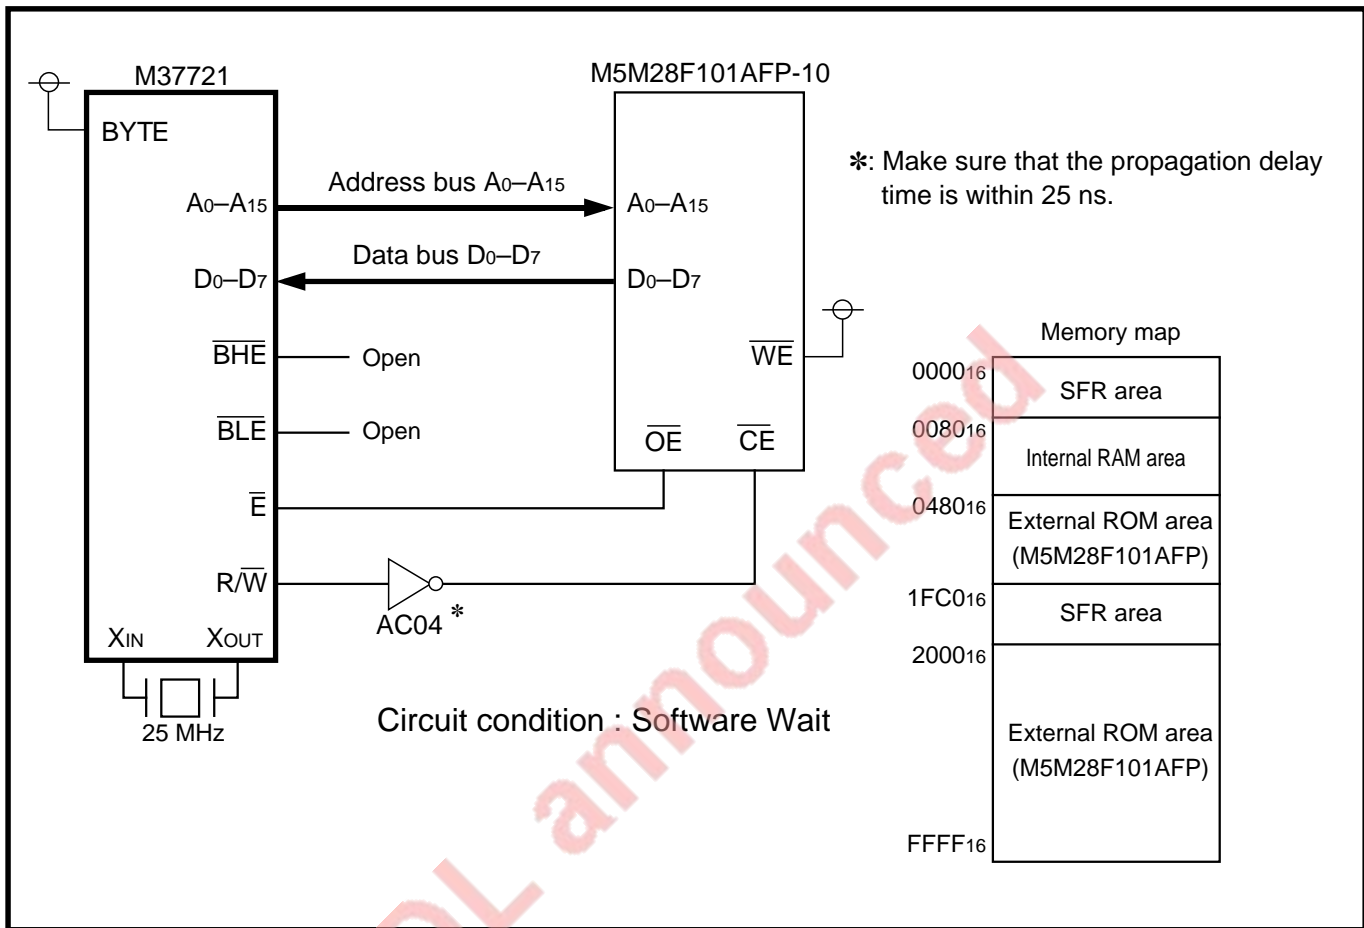 M37721
BYTE
A0–A15
D0–D7
BHE
BLE
E
R/W
XIN XOUT
25 MHz
Address bus A0–A15
Data bus D0–D7
Open
Open
AC04 *
M5M28F101AFP-10
A0–A15
D0–D7
WE
OE CE
Circuit condition : Software Wait
*: Make sure that the propagation delay
time is within 25 ns.
Memory map
000016
SFR area
008016
Internal RAM area
048016
External ROM area
(M5M28F101AFP)
1FC016
SFR area
200016
External ROM area
(M5M28F101AFP)
FFFF16
OL announced